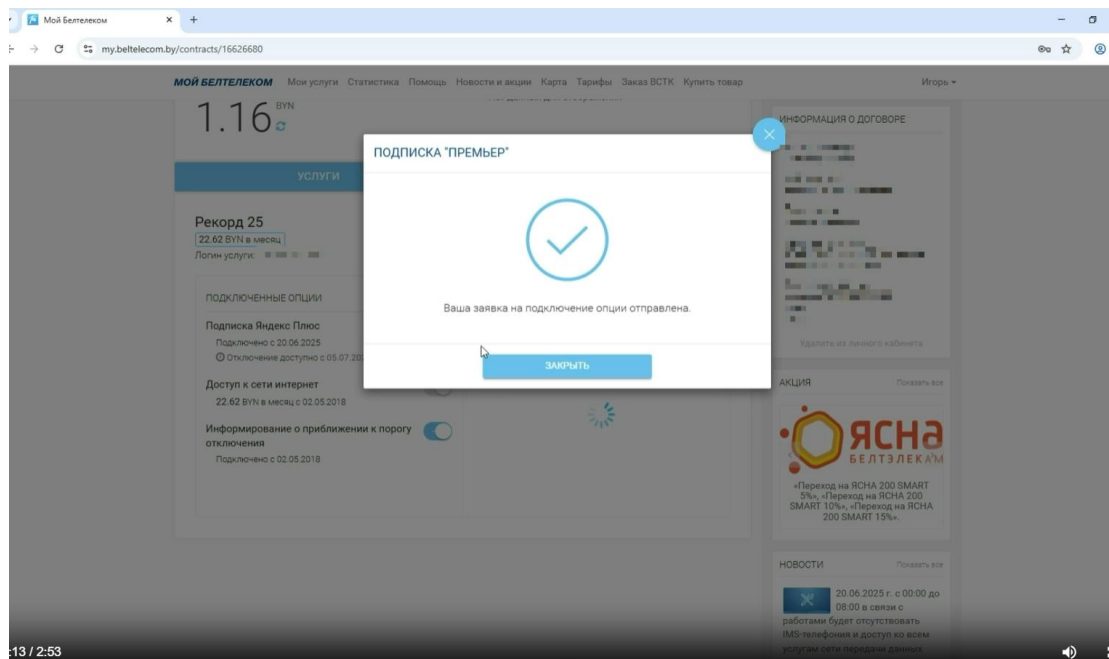 Мой Белтелеком
my.beltelecom.by/contracts/16626680
МОЙ БЕЛТЕЛЕКОМ Мои услуги Статистика Помощь Новости и акции Карта Тарифы Заказ ВСТК Купить товар Игорь
1.16 BYN
УСЛУГИ
Рекорд 25
22.62 BYN в месяц
Логин услуги:
ПОДКЛЮЧЕННЫЕ ОПЦИИ
Подписка Яндекс Плюс
Подключено с 20.06.2025
Отключение доступно с 05.07.20
Доступ к сети интернет
22.62 BYN в месяц с 02.05.2018
Информирование о приближении к порогу
отключения
Подключено с 02.05.2018
ПОДПИСКА "ПРЕМЬЕР"
Ваша заявка на подключение опции отправлена.
ЗАКРЫТЬ
ИНФОРМАЦИЯ О ДОГОВОРЕ
Удалить из личного кабинета
АКЦИЯ Показать все
ЯСНА
БЕЛТЭЛЕКАМ
«Переход на ЯСНА 200 SMART
5%», «Переход на ЯСНА 200
SMART 10%», «Переход на ЯСНА
200 SMART 15%».
НОВОСТИ Показать все
20.06.2025 г. с 00:00 до
08:00 в связи с
работами будет отсутствовать
IMS-телефония и доступ ко всем
услугам сети передачи данных
:13 / 2:53